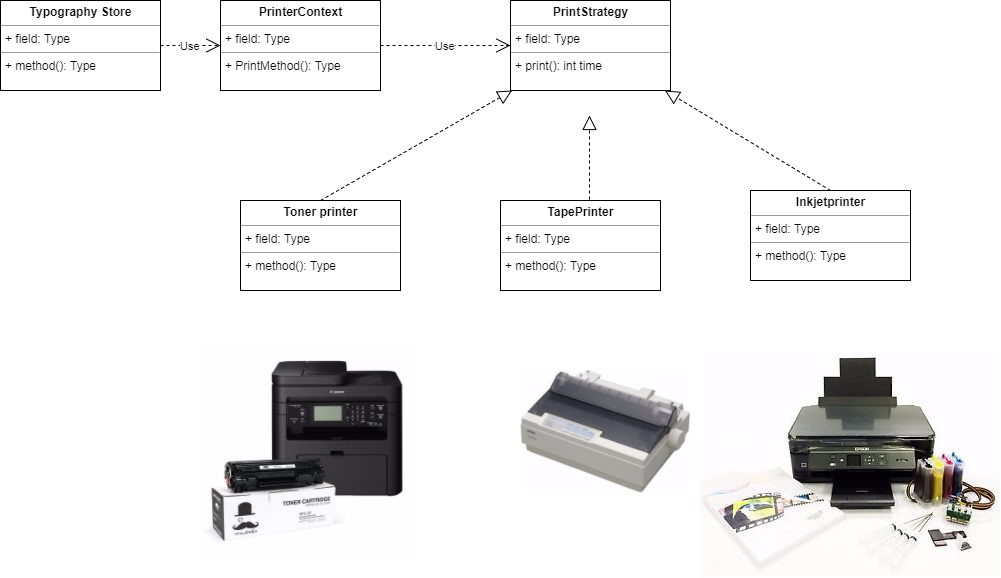 Typography Store
+ field: Type
+ method(): Type
Use
PrinterContext
+ field: Type
+ PrintMethod(): Type
Use
PrintStrategy
+ field: Type
+ print(): int time
Toner printer
+ field: Type
+ method(): Type
TapePrinter
+ field: Type
+ method(): Type
Inkjetprinter
+ field: Type
+ method(): Type
Canon
TONER CARTRIDGE
EPSON